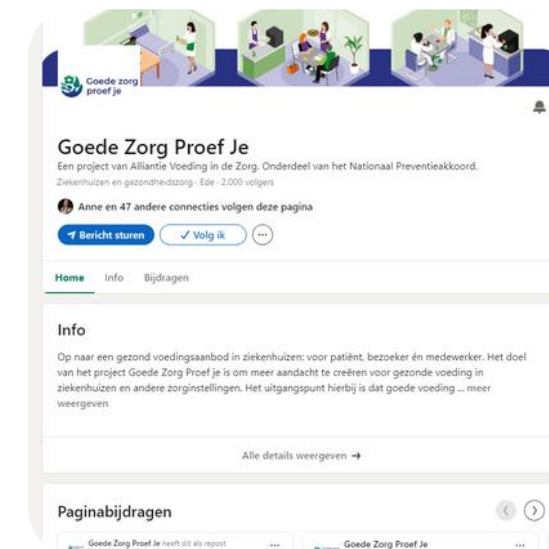 Goede zorg
proef je
Goede Zorg Proef Je
Een project van Alliantie Voeding in de Zorg. Onderdeel van het Nationaal Preventieakkoord.
Ziekenhuizen en gezondheidszorg · Ede · 2.000 volgers
Anne en 47 andere connecties volgen deze pagina
Bericht sturen
Volg ik
Home Info Bijdragen
Info
Op naar een gezond voedingsaanbod in ziekenhuizen: voor patiënt, bezoeker én medewerker. Het doel
van het project Goede Zorg Proef je is om meer aandacht te creëren voor gezonde voeding in
ziekenhuizen en andere zorginstellingen. Het uitgangspunt hierbij is dat goede voeding ... meer
weergeven
Alle details weergeven →
Paginabijdragen
Goede Zorg Proef Je heeft dit als repost
Goede Zorg Proef Je